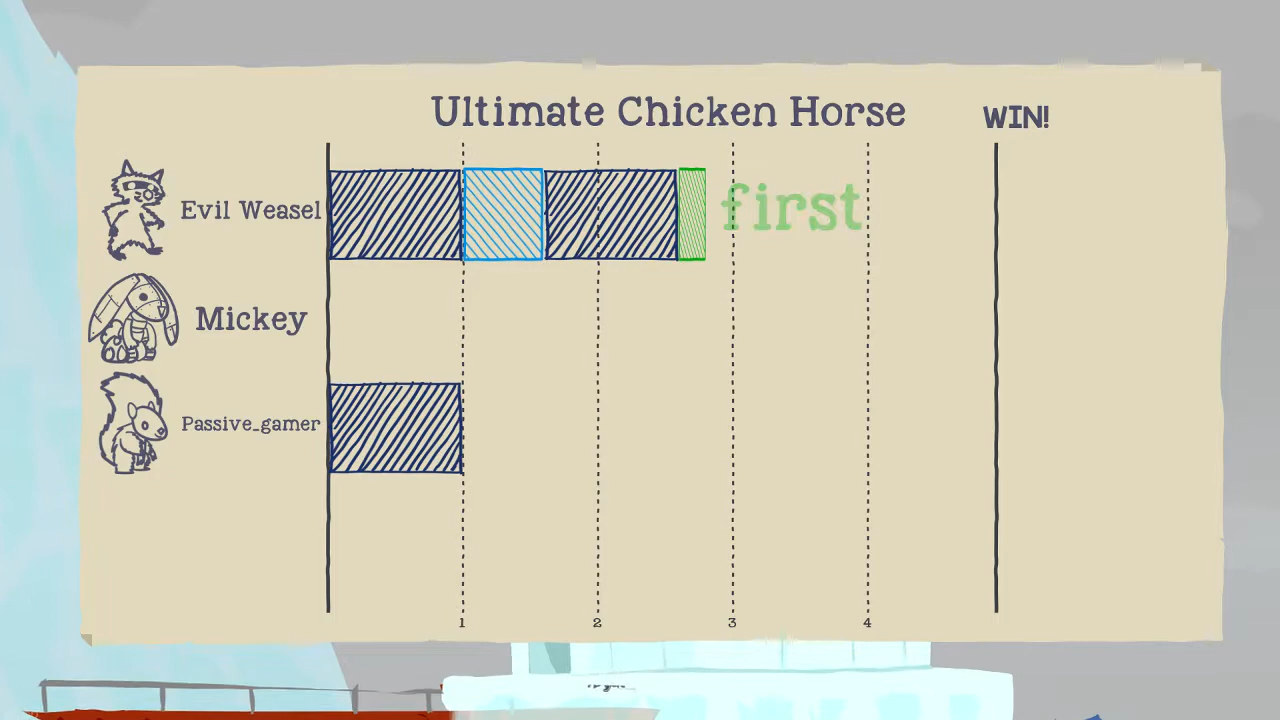 Ultimate Chicken Horse
WIN!
Evil Weasel
first
Mickey
Passive_gamer
1 2 3 4